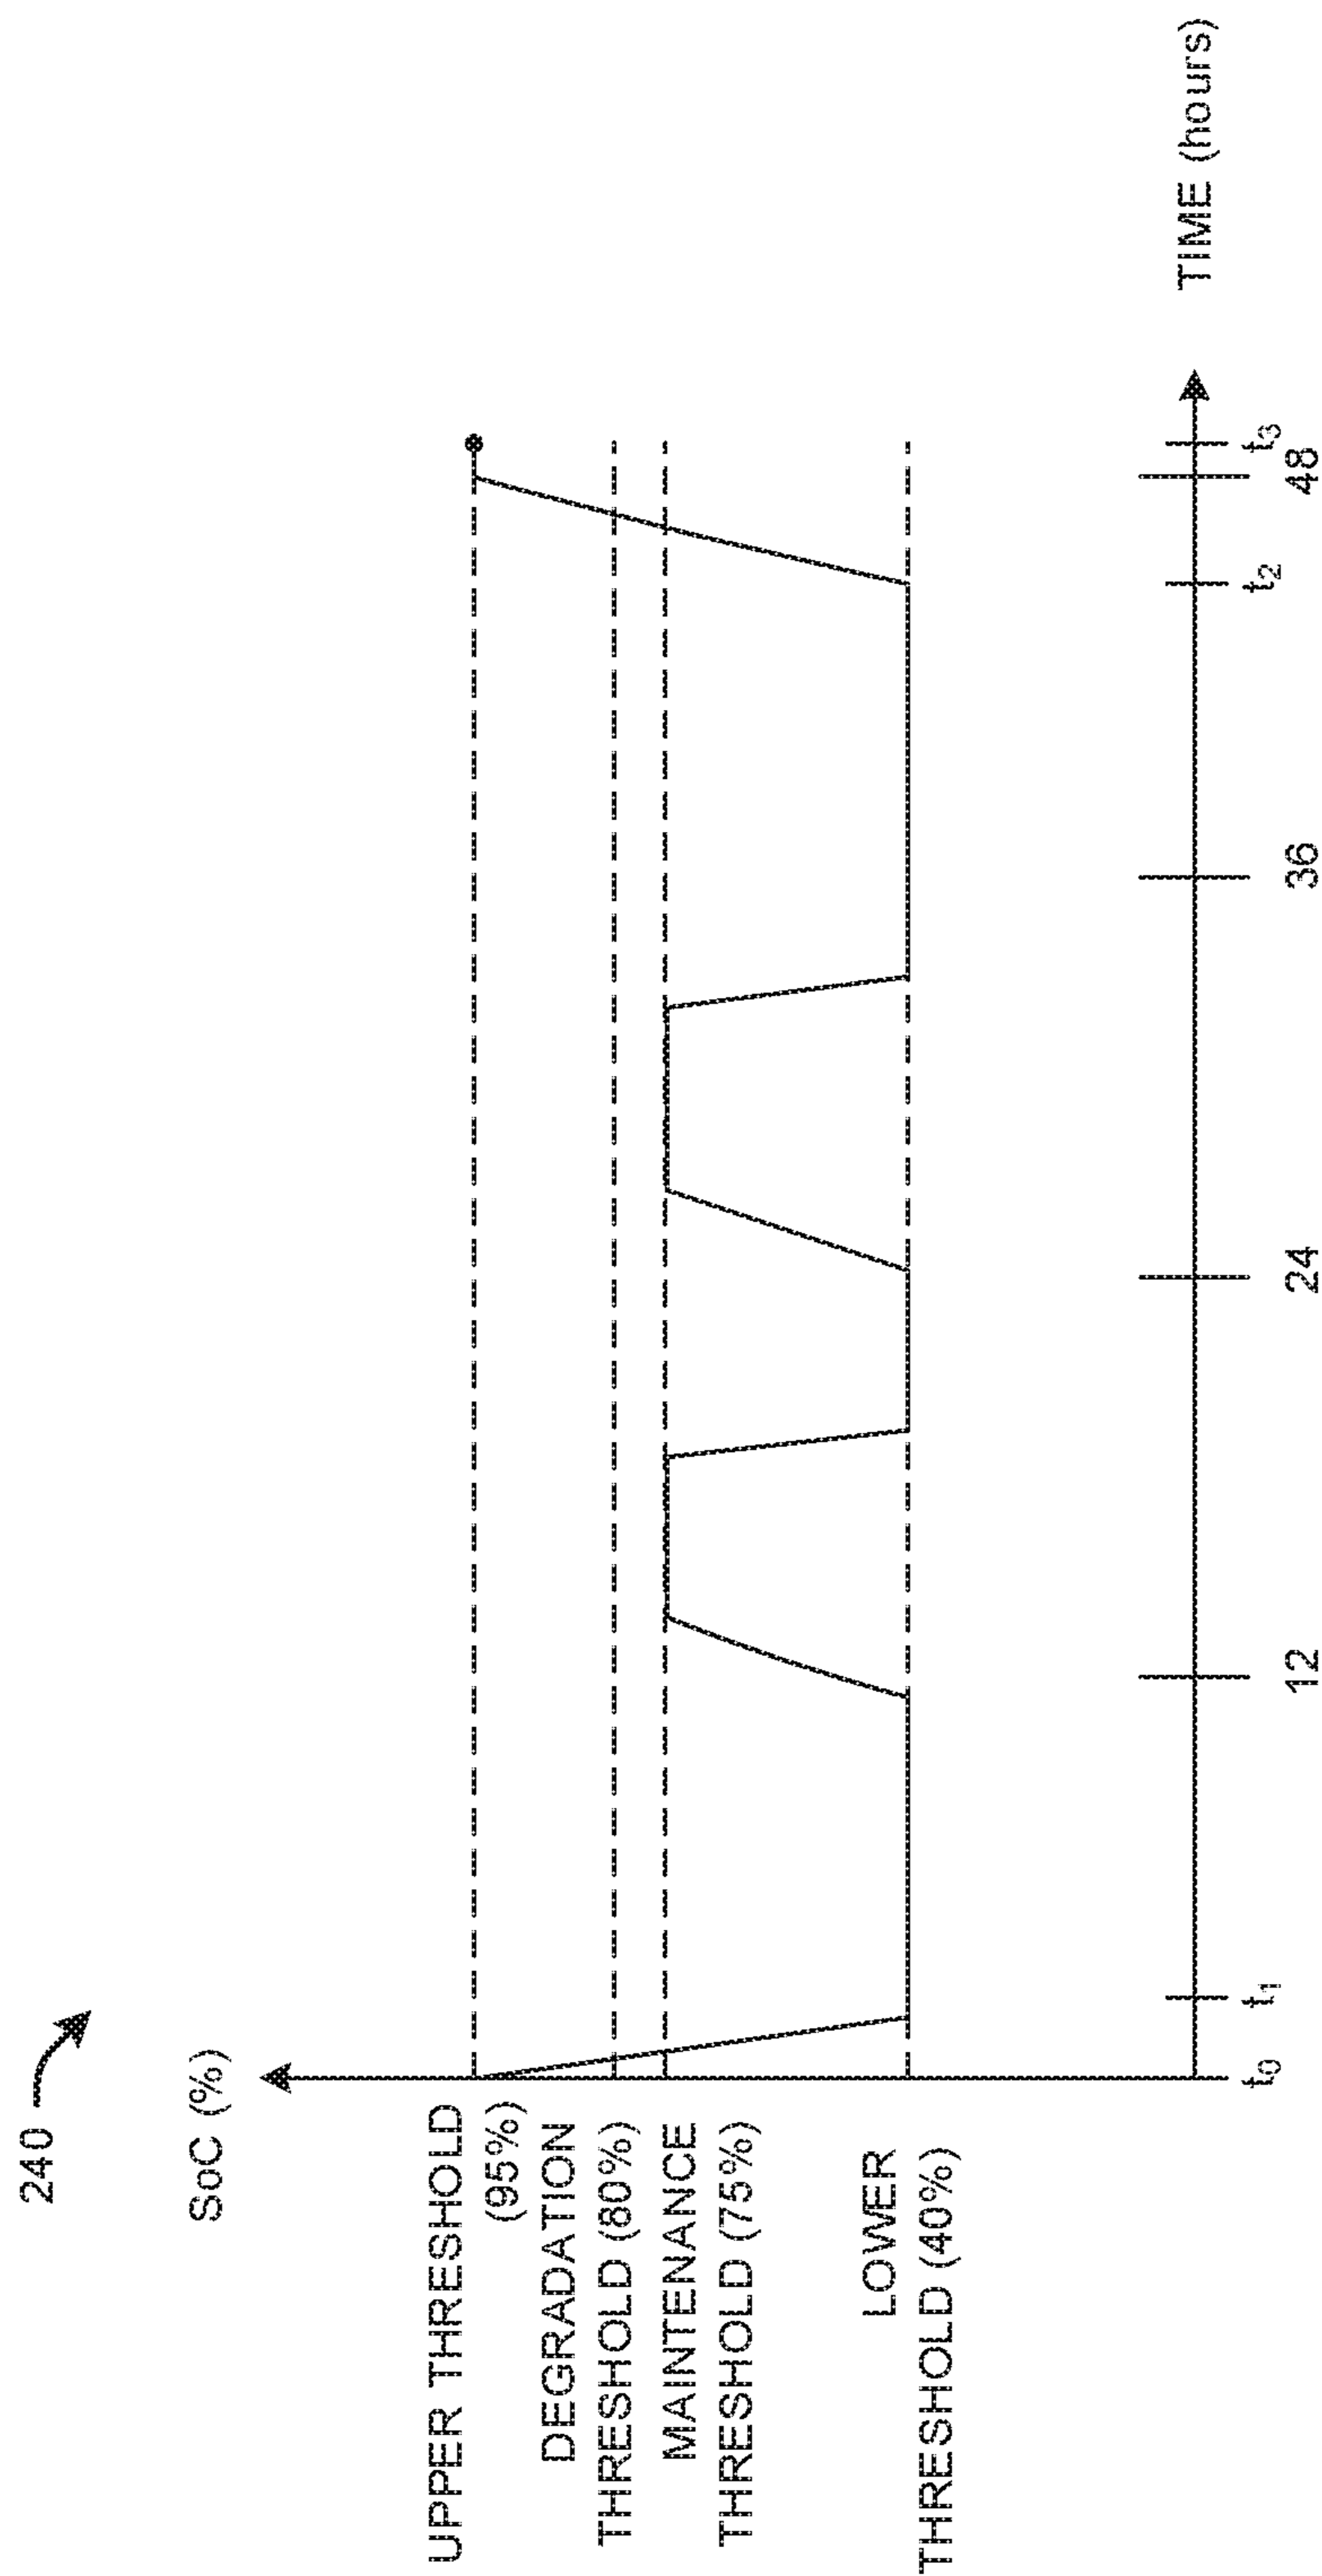 240
SoC (%)
UPPER THRESHOLD
(95%)
DEGRADATION
THRESHOLD (80%)
MAINTENANCE
THRESHOLD (75%)
LOWER
THRESHOLD (40%)
t0 t1 t2 t3
12 24 36 48
TIME (hours)